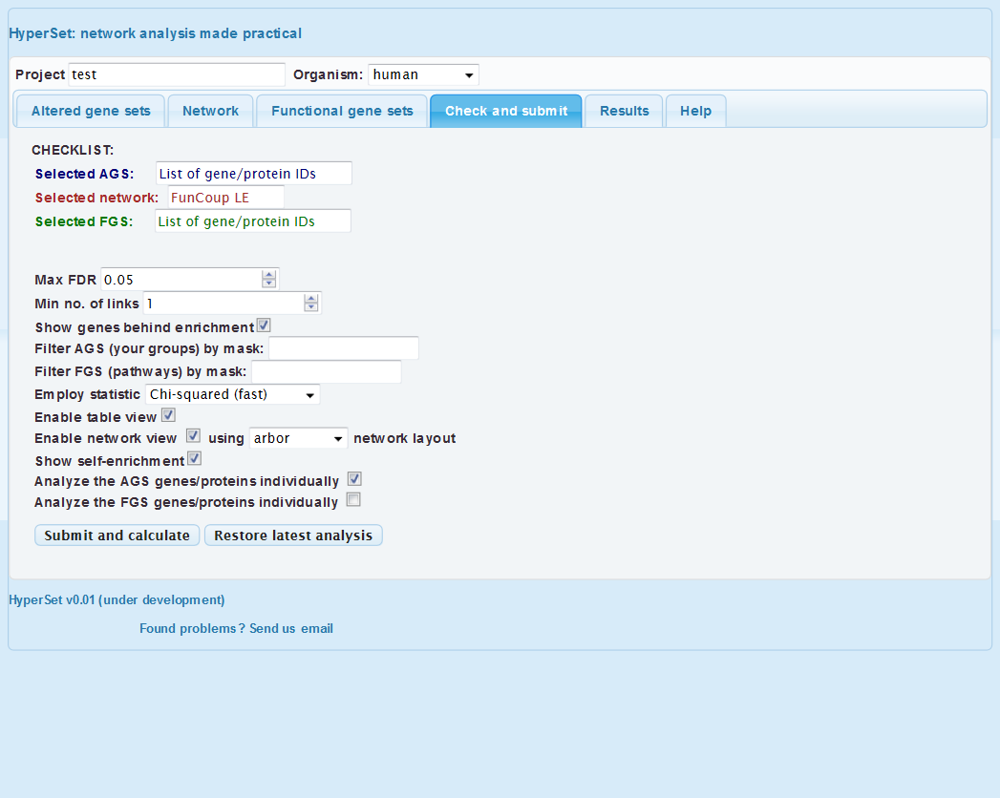 HyperSet: network analysis made practical
Project test Organism: human
Altered gene sets Network Functional gene sets Check and submit Results Help
CHECKLIST:
Selected AGS: List of gene/protein IDs
Selected network: FunCoup LE
Selected FGS: List of gene/protein IDs
Max FDR 0.05
Min no. of links 1
Show genes behind enrichment
Filter AGS (your groups) by mask:
Filter FGS (pathways) by mask:
Employ statistic Chi-squared (fast)
Enable table view
Enable network view using arbor network layout
Show self-enrichment
Analyze the AGS genes/proteins individually
Analyze the FGS genes/proteins individually
Submit and calculate Restore latest analysis
HyperSet v0.01 (under development)
Found problems? Send us email